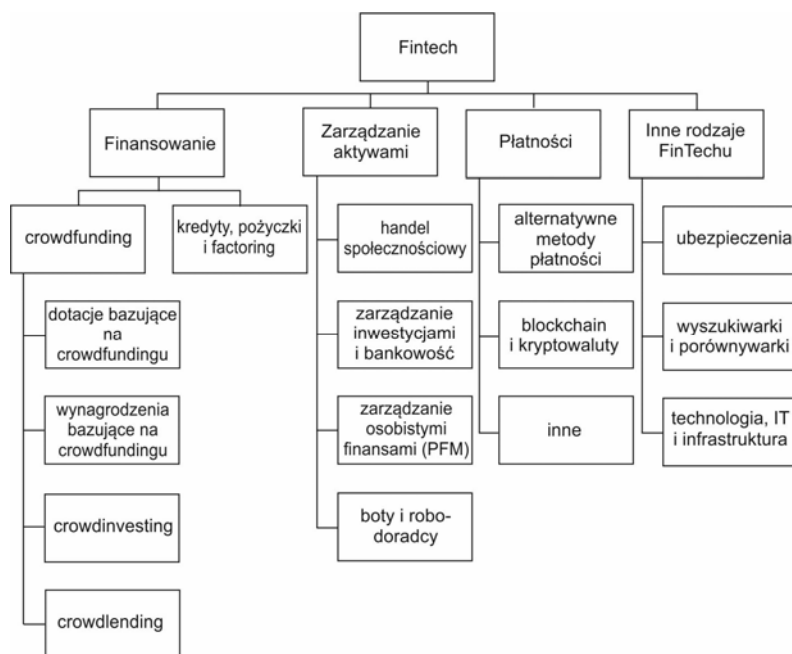 Fintech
Finansowanie
Zarządzanie
aktywami
Płatności
Inne rodzaje
FinTechu
crowdfunding
kredyty, pożyczki
i factoring
handel
społecznościowy
alternatywne
metody
płatności
ubezpieczenia
dotacje bazujące
na
crowdfundingu
zarządzanie
inwestycjami
i bankowość
blockchain
i kryptowaluty
wyszukiwarki
i porównywarki
wynagrodzenia
bazujące na
crowdfundingu
zarządzanie
osobistymi
finansami (PFM)
inne
technologia, IT
i infrastruktura
crowdinvesting
boty i robo-
doradcy
crowdlending